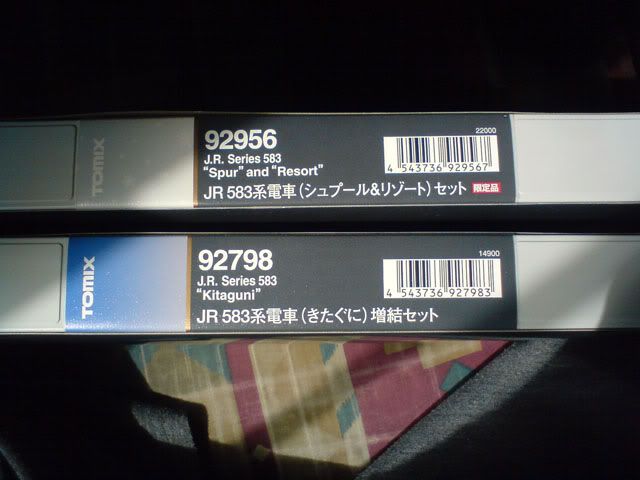 TOMIX
92956
22000
J.R. Series 583
"Spur" and "Resort"
4 543736 929567
JR 583系電車(シュプール&リゾート)セット 限定品
TOMIX
92798
14900
J.R. Series 583
"Kitaguni"
4 543736 927983
JR 583系電車(きたぐに)増結セット